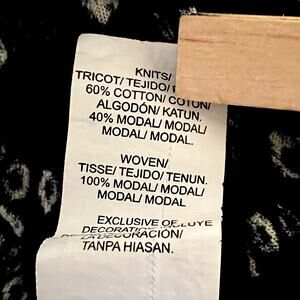 KNITS/
TRICOT/ TEJIDO/
60% COTTON/ COTON/
ALGODÓN/ KATUN.
40% MODAL/ MODAL/
MODAL/ MODAL.
WOVEN/
TISSE/ TEJIDO/ TENUN.
100% MODAL/ MODAL/
MODAL/ MODAL
EXCLUSIVE OF
DECORATION/
DECORACIÓN/
TANPA HIASAN.